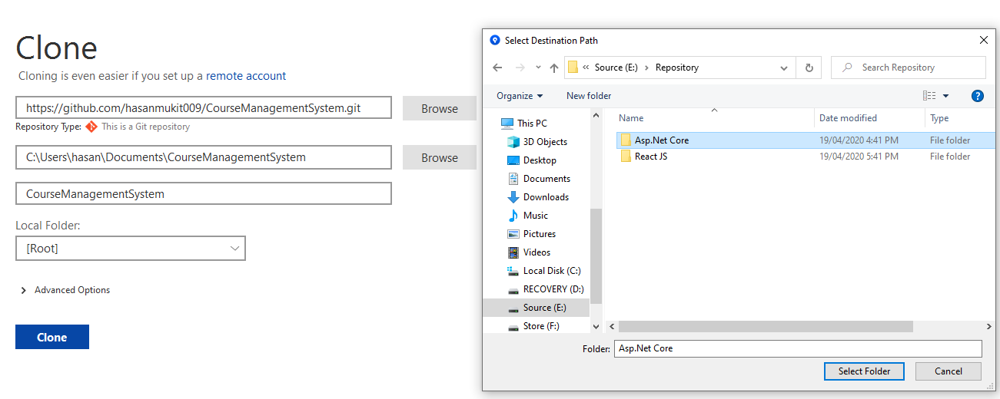 Clone
Cloning is even easier if you set up a remote account
https://github.com/hasanmukit009/CourseManagementSystem.git
Browse
Repository Type: This is a Git repository
C:\Users\hasan\Documents\CourseManagementSystem
Browse
CourseManagementSystem
Local Folder:
[Root]
Advanced Options
Clone
Select Destination Path
« Source (E:) › Repository
Search Repository
Organize
New folder
?
This PC
3D Objects
Desktop
Documents
Downloads
Music
Pictures
Videos
Local Disk (C:)
RECOVERY (D:)
Source (E:)
Store (F:)
Name Date modified Type
Asp.Net Core 19/04/2020 4:41 PM File folder
React JS 19/04/2020 5:41 PM File folder
Folder: Asp.Net Core
Select Folder
Cancel